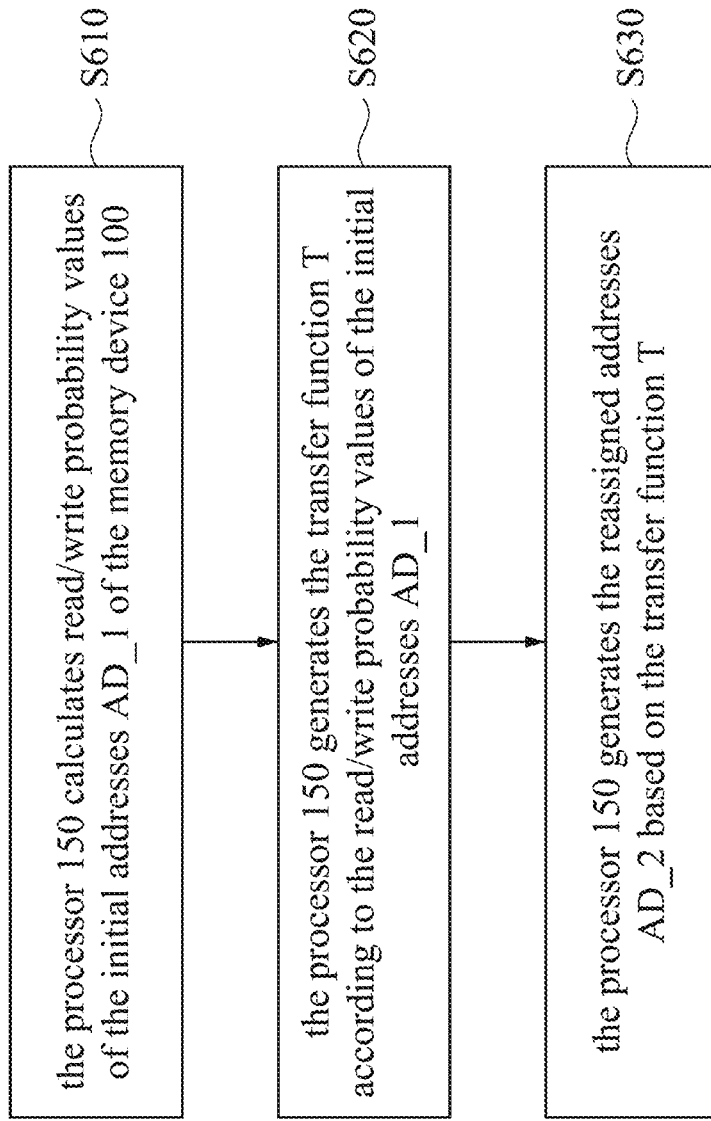 the processor 150 calculates read/write probability values
of the initial addresses AD_1 of the memory device 100
S610
the processor 150 generates the transfer function T
according to the read/write probability values of the initial
addresses AD_1
S620
the processor 150 generates the reassigned addresses
AD_2 based on the transfer function T
S630